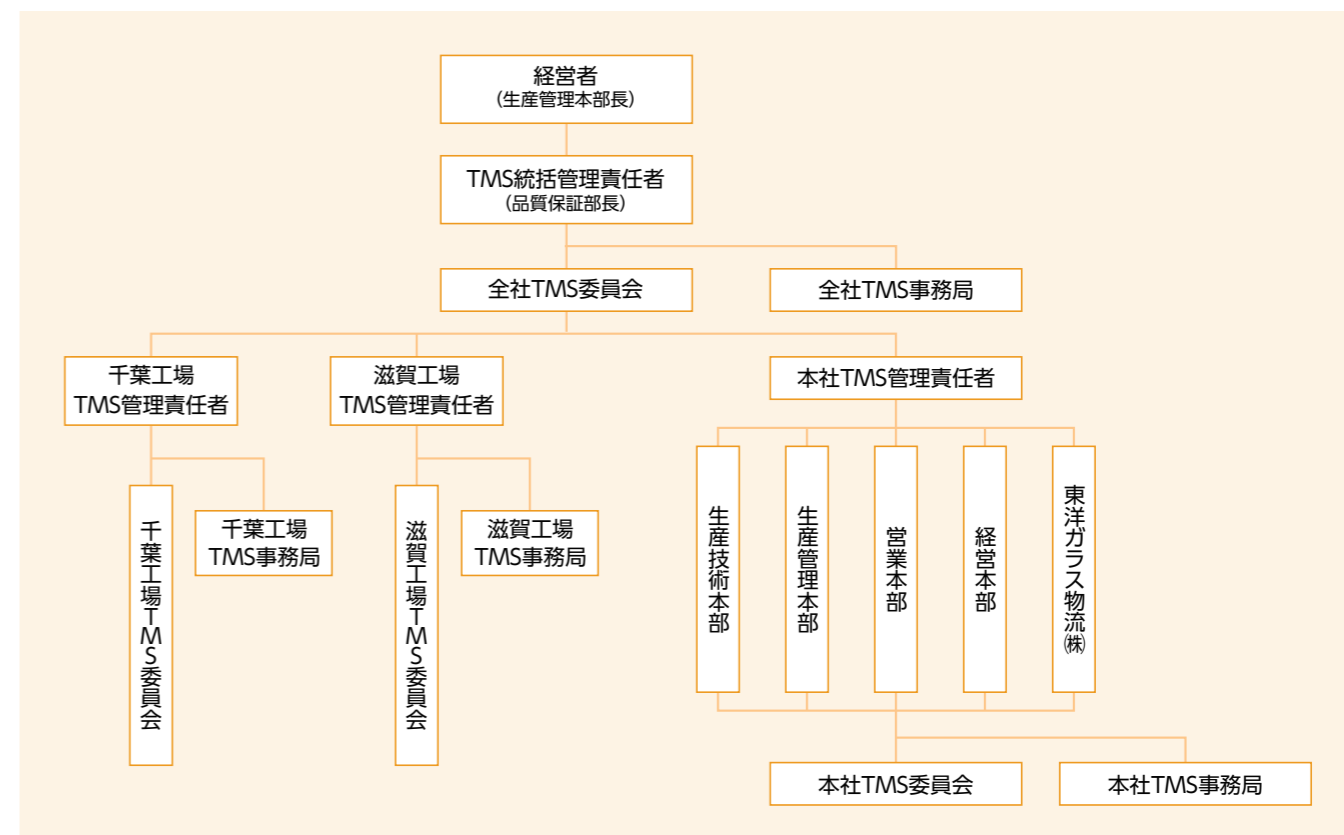 経営者
(生産管理本部長)
TMS統括管理責任者
(品質保証部長)
全社TMS委員会
全社TMS事務局
千葉工場
TMS管理責任者
滋賀工場
TMS管理責任者
本社TMS管理責任者
千葉工場TMS委員会
千葉工場
TMS事務局
滋賀工場TMS委員会
滋賀工場
TMS事務局
生産技術本部
生産管理本部
営業本部
経営本部
東洋ガラス物流㈱
本社TMS委員会
本社TMS事務局